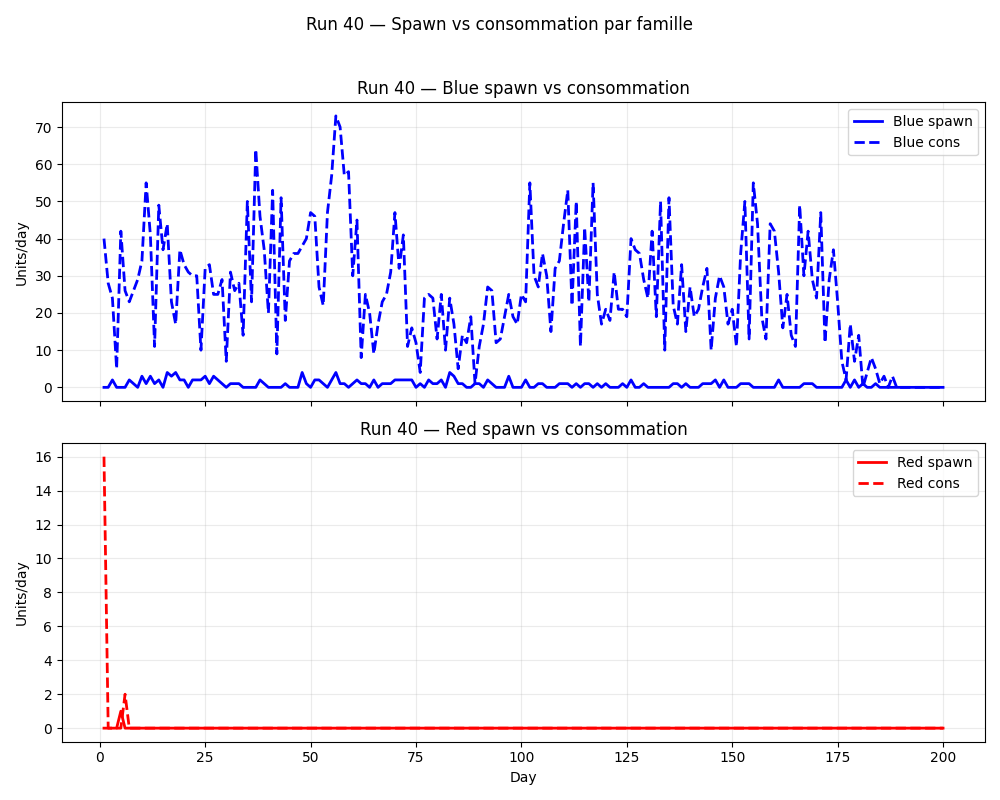 Run 40 — Spawn vs consommation par famille
Run 40 — Blue spawn vs consommation
Blue spawn
Blue cons
70
60
50
40
30
20
10
0
Units/day
Run 40 — Red spawn vs consommation
Red spawn
Red cons
16
14
12
10
8
6
4
2
0
Units/day
0 25 50 75 100 125 150 175 200
Day